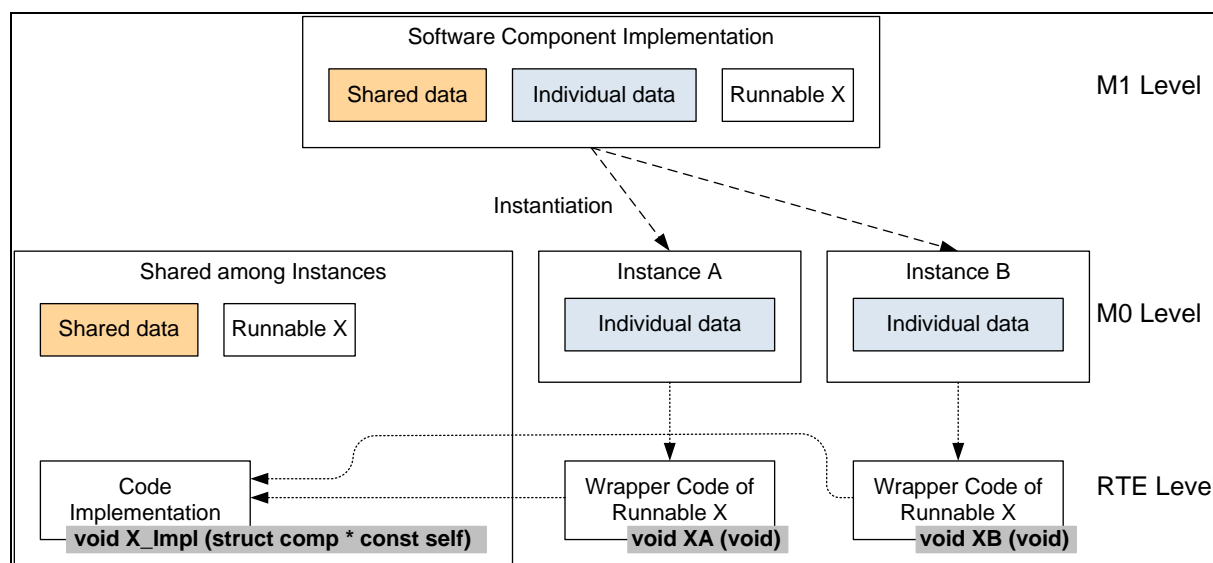 Software Component Implementation
Shared data
Individual data
Runnable X
M1 Level
Instantiation
Shared among Instances
Instance A
Instance B
Shared data
Runnable X
Individual data
Individual data
M0 Level
Code
Implementation
void X_Impl (struct comp * const self)
Wrapper Code of
Runnable X
void XA (void)
Wrapper Code of
Runnable X
void XB (void)
RTE Leve